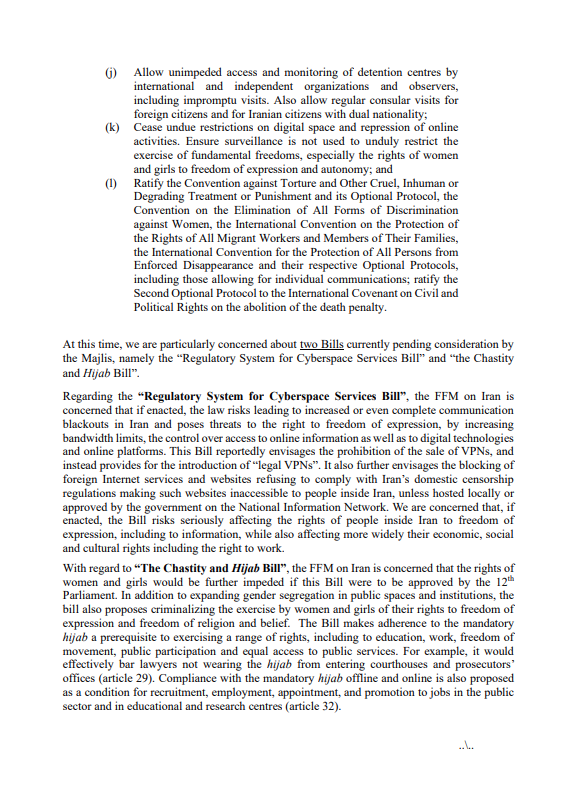 (j) Allow unimpeded access and monitoring of detention centres by
international and independent organizations and observers,
including impromptu visits. Also allow regular consular visits for
foreign citizens and for Iranian citizens with dual nationality;
(k) Cease undue restrictions on digital space and repression of online
activities. Ensure surveillance is not used to unduly restrict the
exercise of fundamental freedoms, especially the rights of women
and girls to freedom of expression and autonomy; and
(l) Ratify the Convention against Torture and Other Cruel, Inhuman or
Degrading Treatment or Punishment and its Optional Protocol, the
Convention on the Elimination of All Forms of Discrimination
against Women, the International Convention on the Protection of
the Rights of All Migrant Workers and Members of Their Families,
the International Convention for the Protection of All Persons from
Enforced Disappearance and their respective Optional Protocols,
including those allowing for individual communications; ratify the
Second Optional Protocol to the International Covenant on Civil and
Political Rights on the abolition of the death penalty.
At this time, we are particularly concerned about two Bills currently pending consideration by
the Majlis, namely the “Regulatory System for Cyberspace Services Bill” and “the Chastity
and Hijab Bill”.
Regarding the “Regulatory System for Cyberspace Services Bill”, the FFM on Iran is
concerned that if enacted, the law risks leading to increased or even complete communication
blackouts in Iran and poses threats to the right to freedom of expression, by increasing
bandwidth limits, the control over access to online information as well as to digital technologies
and online platforms. This Bill reportedly envisages the prohibition of the sale of VPNs, and
instead provides for the introduction of “legal VPNs”. It also further envisages the blocking of
foreign Internet services and websites refusing to comply with Iran’s domestic censorship
regulations making such websites inaccessible to people inside Iran, unless hosted locally or
approved by the government on the National Information Network. We are concerned that, if
enacted, the Bill risks seriously affecting the rights of people inside Iran to freedom of
expression, including to information, while also affecting more widely their economic, social
and cultural rights including the right to work.
With regard to “The Chastity and Hijab Bill”, the FFM on Iran is concerned that the rights of
women and girls would be further impeded if this Bill were to be approved by the 12th
Parliament. In addition to expanding gender segregation in public spaces and institutions, the
bill also proposes criminalizing the exercise by women and girls of their rights to freedom of
expression and freedom of religion and belief. The Bill makes adherence to the mandatory
hijab a prerequisite to exercising a range of rights, including to education, work, freedom of
movement, public participation and equal access to public services. For example, it would
effectively bar lawyers not wearing the hijab from entering courthouses and prosecutors’
offices (article 29). Compliance with the mandatory hijab offline and online is also proposed
as a condition for recruitment, employment, appointment, and promotion to jobs in the public
sector and in educational and research centres (article 32).
..\..